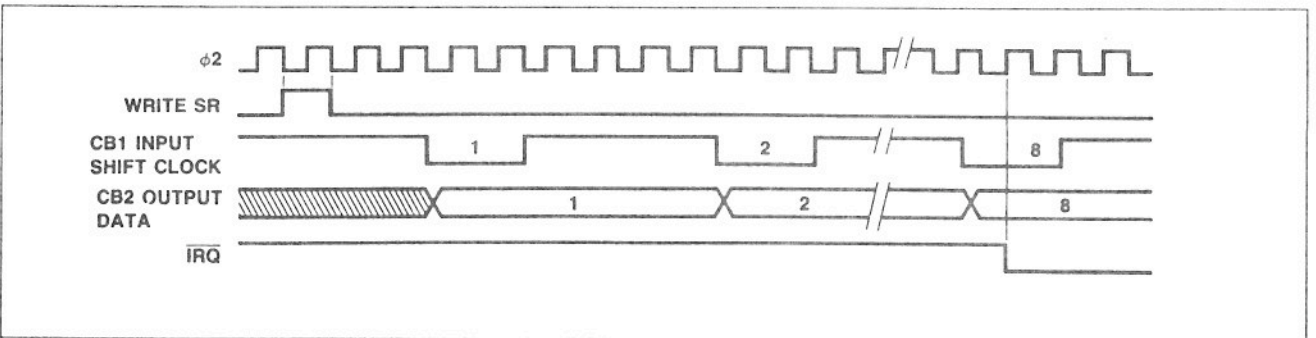 ϕ2
WRITE SR
CB1 INPUT
SHIFT CLOCK
1 2 8
CB2 OUTPUT
DATA
1 2 8
IRQ